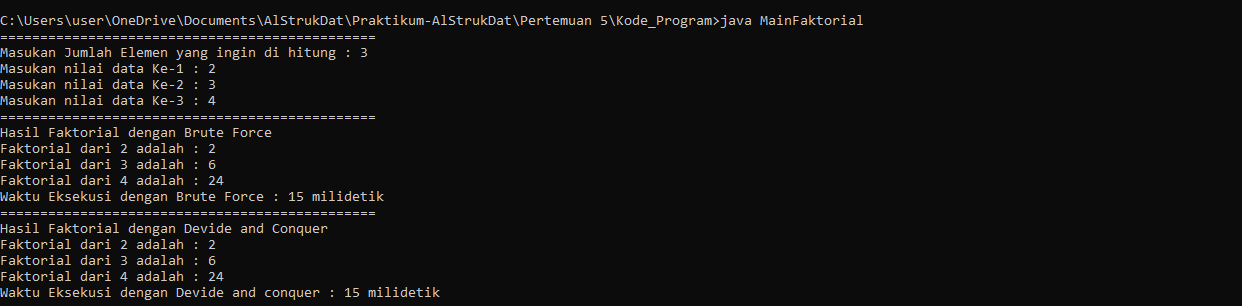 C:\Users\user\OneDrive\Documents\AlStrukDat\Praktikum-AlStrukDat\Pertemuan 5\Kode_Program>java MainFaktorial
===============================================
Masukan Jumlah Elemen yang ingin di hitung : 3
Masukan nilai data Ke-1 : 2
Masukan nilai data Ke-2 : 3
Masukan nilai data Ke-3 : 4
===============================================
Hasil Faktorial dengan Brute Force
Faktorial dari 2 adalah : 2
Faktorial dari 3 adalah : 6
Faktorial dari 4 adalah : 24
Waktu Eksekusi dengan Brute Force : 15 milidetik
===============================================
Hasil Faktorial dengan Devide and Conquer
Faktorial dari 2 adalah : 2
Faktorial dari 3 adalah : 6
Faktorial dari 4 adalah : 24
Waktu Eksekusi dengan Devide and conquer : 15 milidetik